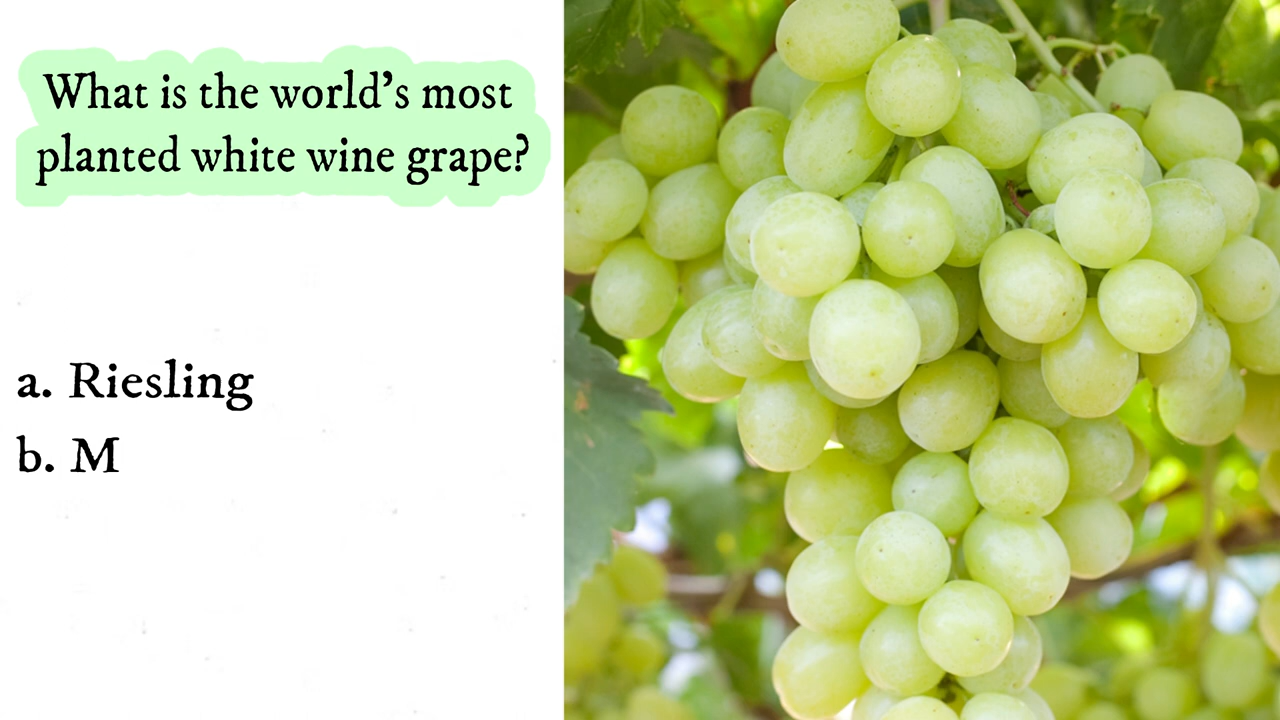 What is the world's most
planted white wine grape?
a. Riesling
b. M